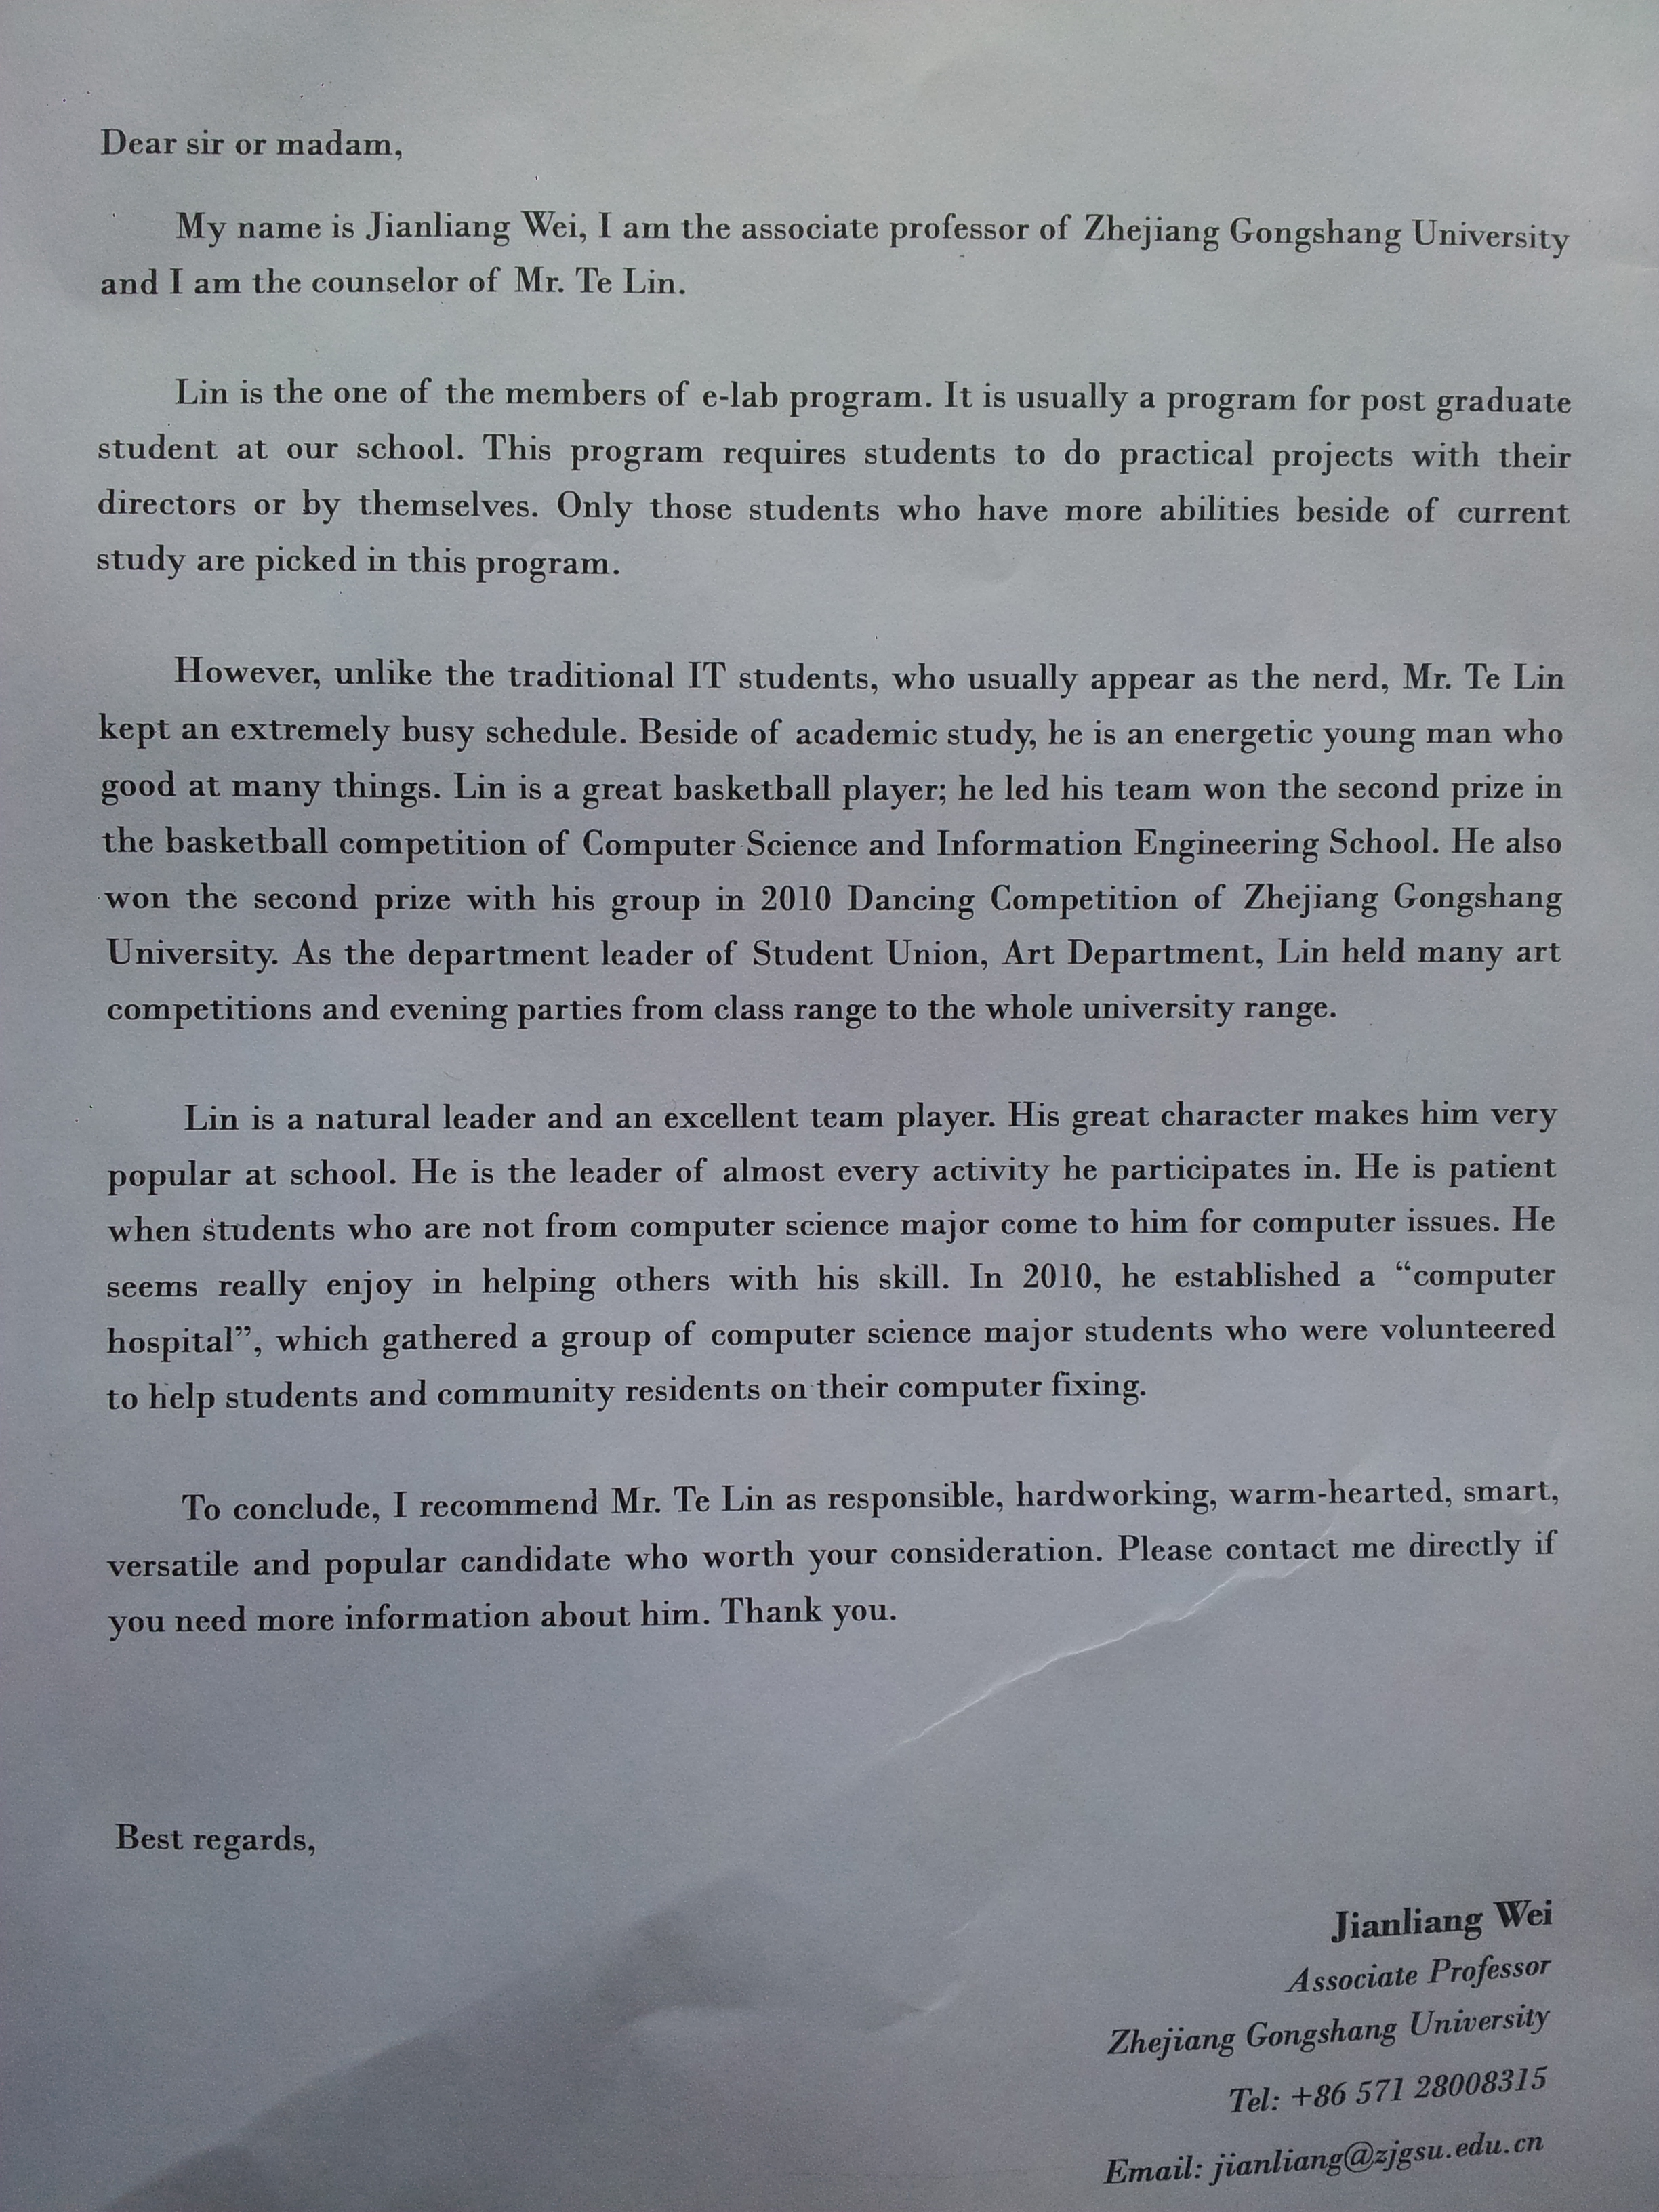 Dear sir or madam,
My name is Jianliang Wei, I am the associate professor of Zhejiang Gongshang University
and I am the counselor of Mr. Te Lin.
Lin is the one of the members of e-lab program. It is usually a program for post graduate
student at our school. This program requires students to do practical projects with their
directors or by themselves. Only those students who have more abilities beside of current
study are picked in this program.
However, unlike the traditional IT students, who usually appear as the nerd, Mr. Te Lin
kept an extremely busy schedule. Beside of academic study, he is an energetic young man who
good at many things. Lin is a great basketball player; he led his team won the second prize in
the basketball competition of Computer Science and Information Engineering School. He also
won the second prize with his group in 2010 Dancing Competition of Zhejiang Gongshang
University. As the department leader of Student Union, Art Department, Lin held many art
competitions and evening parties from class range to the whole university range.
Lin is a natural leader and an excellent team player. His great character makes him very
popular at school. He is the leader of almost every activity he participates in. He is patient
when students who are not from computer science major come to him for computer issues. He
seems really enjoy in helping others with his skill. In 2010, he established a “computer
hospital”, which gathered a group of computer science major students who were volunteered
to help students and community residents on their computer fixing.
To conclude, I recommend Mr. Te Lin as responsible, hardworking, warm-hearted, smart,
versatile and popular candidate who worth your consideration. Please contact me directly if
you need more information about him. Thank you.
Best regards,
Jianliang Wei
Associate Professor
Zhejiang Gongshang University
Tel: +86 571 28008315
Email: jianliang@zjgsu.edu.cn